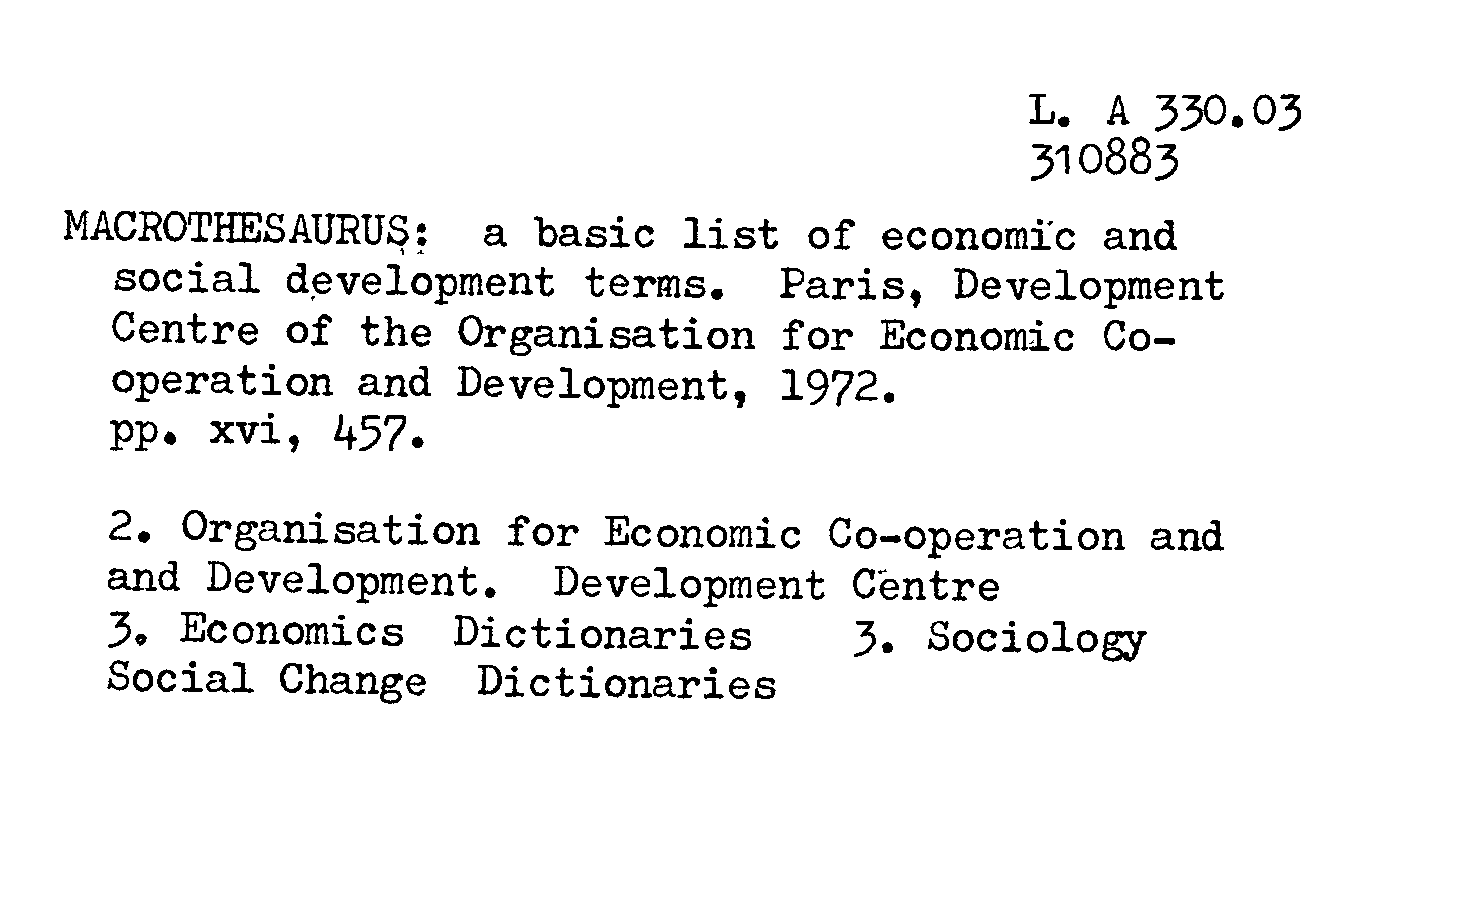 L. A 330.03
310883
MACROTHESAURUS: a basic list of economic and
social development terms. Paris, Development
Centre of the Organisation for Economic Co-
operation and Development, 1972.
pp. xvi, 457.
2. Organisation for Economic Co-operation and
and Development. Development Centre
3. Economics Dictionaries 3. Sociology
Social Change Dictionaries